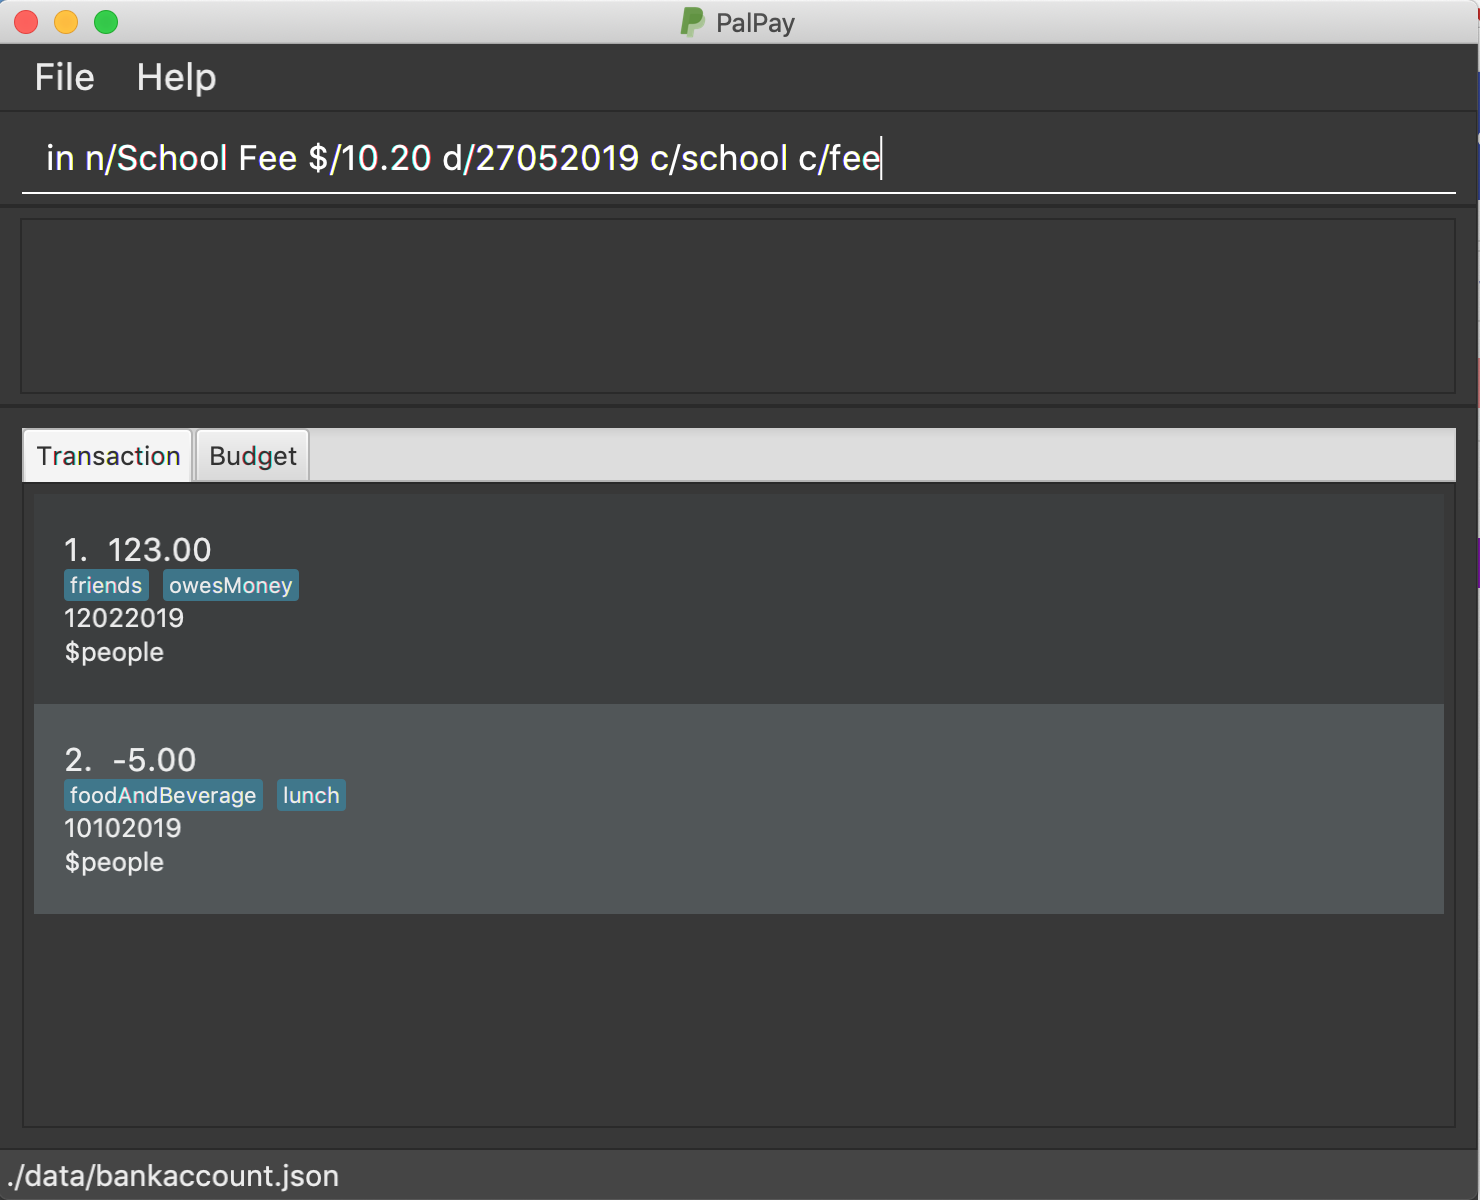 PalPay
File Help
in n/School Fee $/10.20 d/27052019 c/school c/fee
Transaction Budget
1. 123.00
friends owesMoney
12022019
$people
2. -5.00
foodAndBeverage lunch
10102019
$people
./data/bankaccount.json